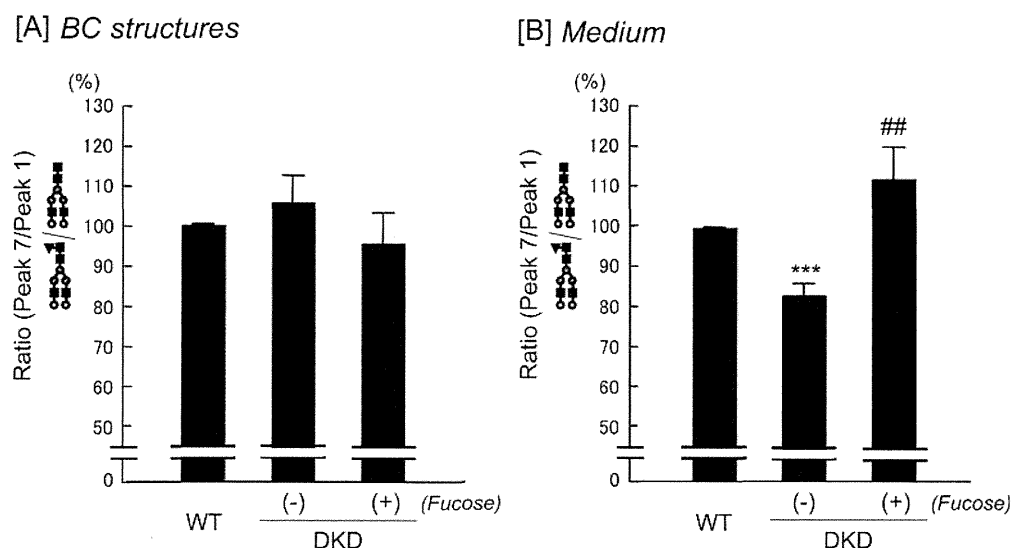 [A] BC structures
(%)
Ratio (Peak 7/Peak 1)
130
120
110
100
90
80
70
60
50
0
WT
(-)
(+)
(Fucose)
DKD
[B] Medium
(%)
Ratio (Peak 7/Peak 1)
130
120
110
100
90
80
70
60
50
0
***
##
WT
(-)
(+)
(Fucose)
DKD